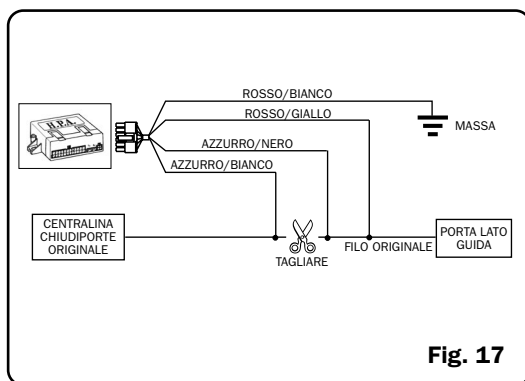 ROSSO/BIANCO
ROSSO/GIALLO
MASSA
H.P.A.
AZZURRO/NERO
AZZURRO/BIANCO
CENTRALINA
CHIUDIPORTE
ORIGINALE
TAGLIARE
FILO ORIGINALE
PORTA LATO
GUIDA
Fig. 17